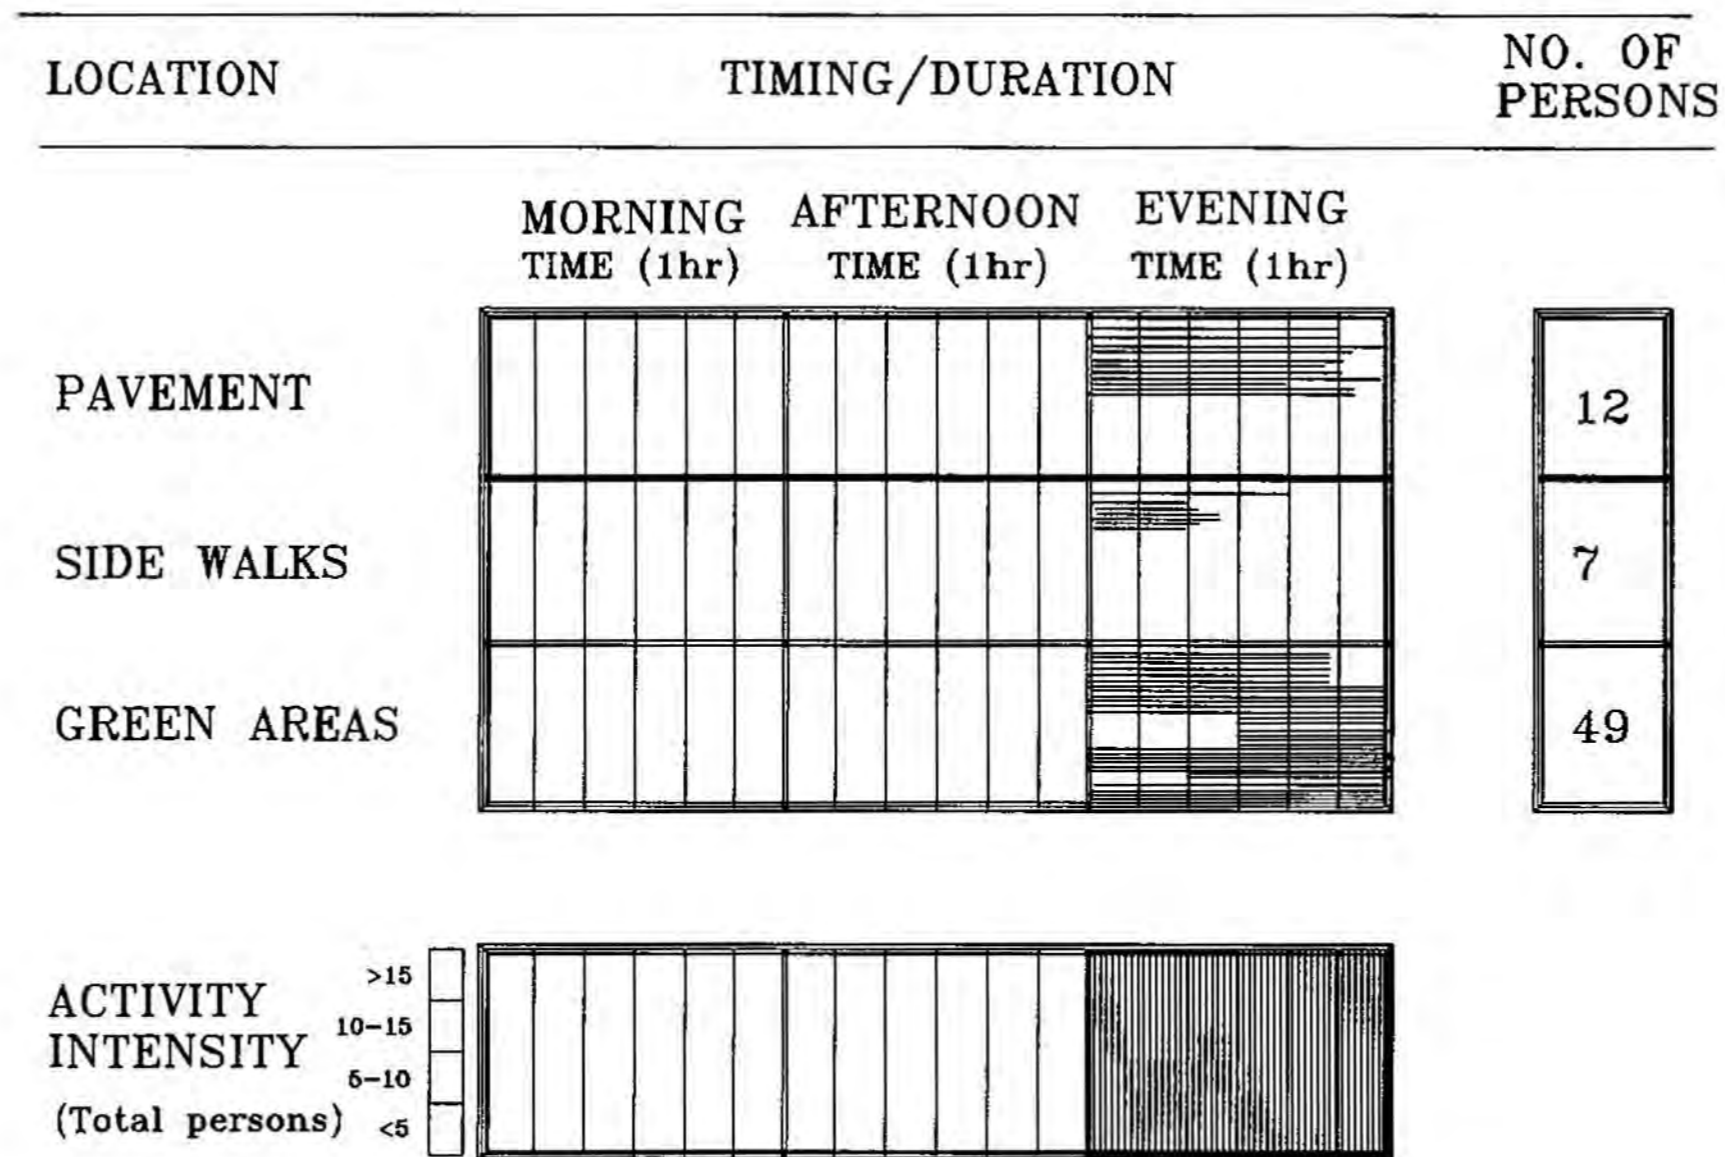 LOCATION TIMING/DURATION NO. OF PERSONS
MORNING AFTERNOON EVENING
TIME (1hr) TIME (1hr) TIME (1hr)
PAVEMENT 12
SIDE WALKS 7
GREEN AREAS 49
ACTIVITY INTENSITY (Total persons)
>15
10-15
5-10
<5